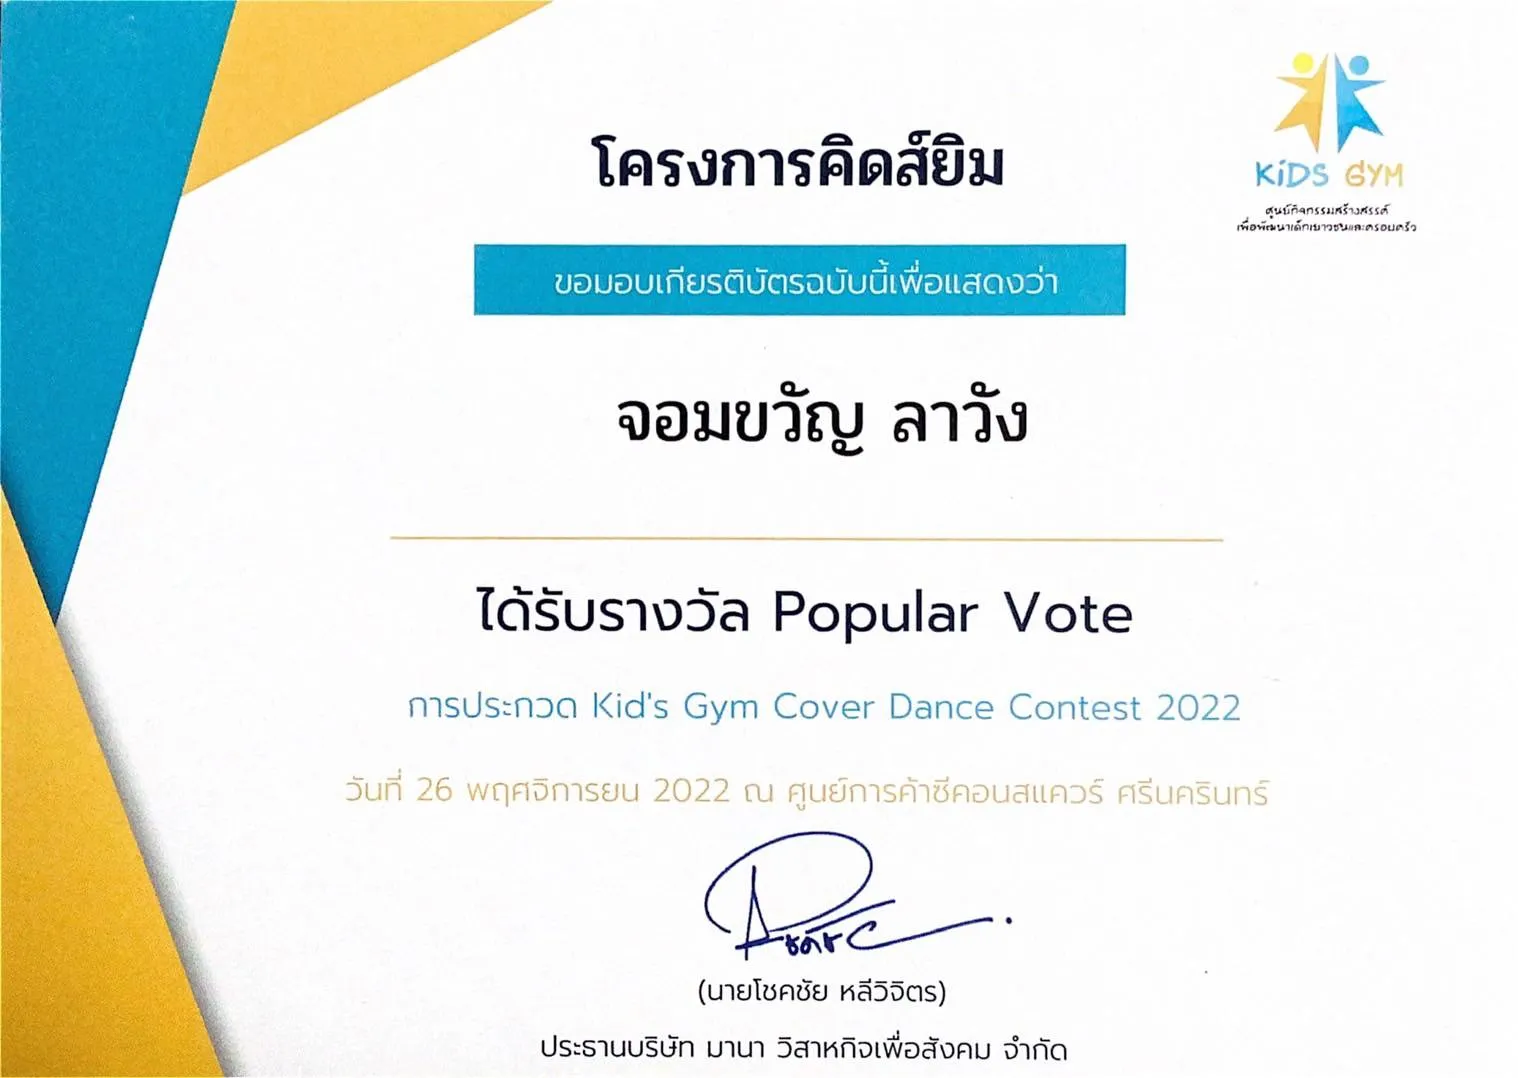 KiDS GYM
ศูนย์กิจกรรมสร้างสรรค์
เพื่อพัฒนาเด็กเยาวชนและครอบครัว
โครงการคิดส์ยิม
ขอมอบเกียรติบัตรฉบับนี้เพื่อแสดงว่า
จอมขวัญ ลาวัง
ได้รับรางวัล Popular Vote
การประกวด Kid's Gym Cover Dance Contest 2022
วันที่ 26 พฤศจิการยน 2022 ณ ศูนย์การค้าซีคอนสแควร์ ศรีนครินทร์
(นายโชคชัย หลีวิจิตร)
ประธานบริษัท มานา วิสาหกิจเพื่อสังคม จำกัด